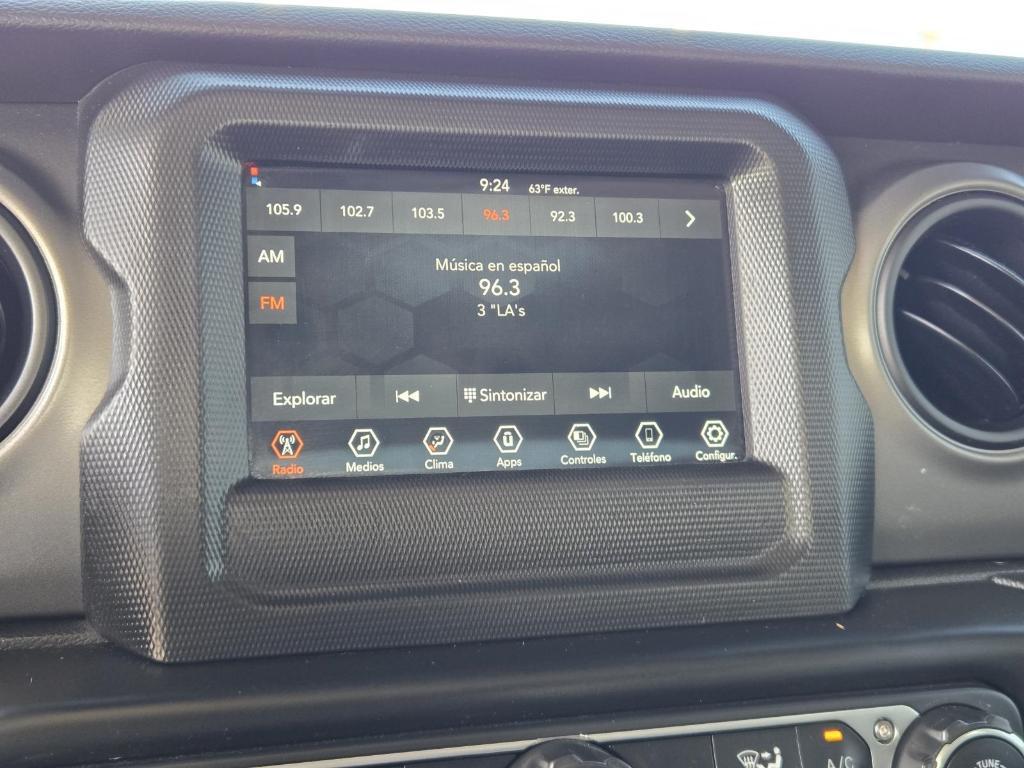 9:24 63°F exter.
105.9 102.7 103.5 96.3 92.3 100.3
AM
Música en español
96.3
FM
3 "LA's
Explorar Sintonizar Audio
Radio Medios Clima Apps Controles Teléfono Configur.
A/C
TUNE